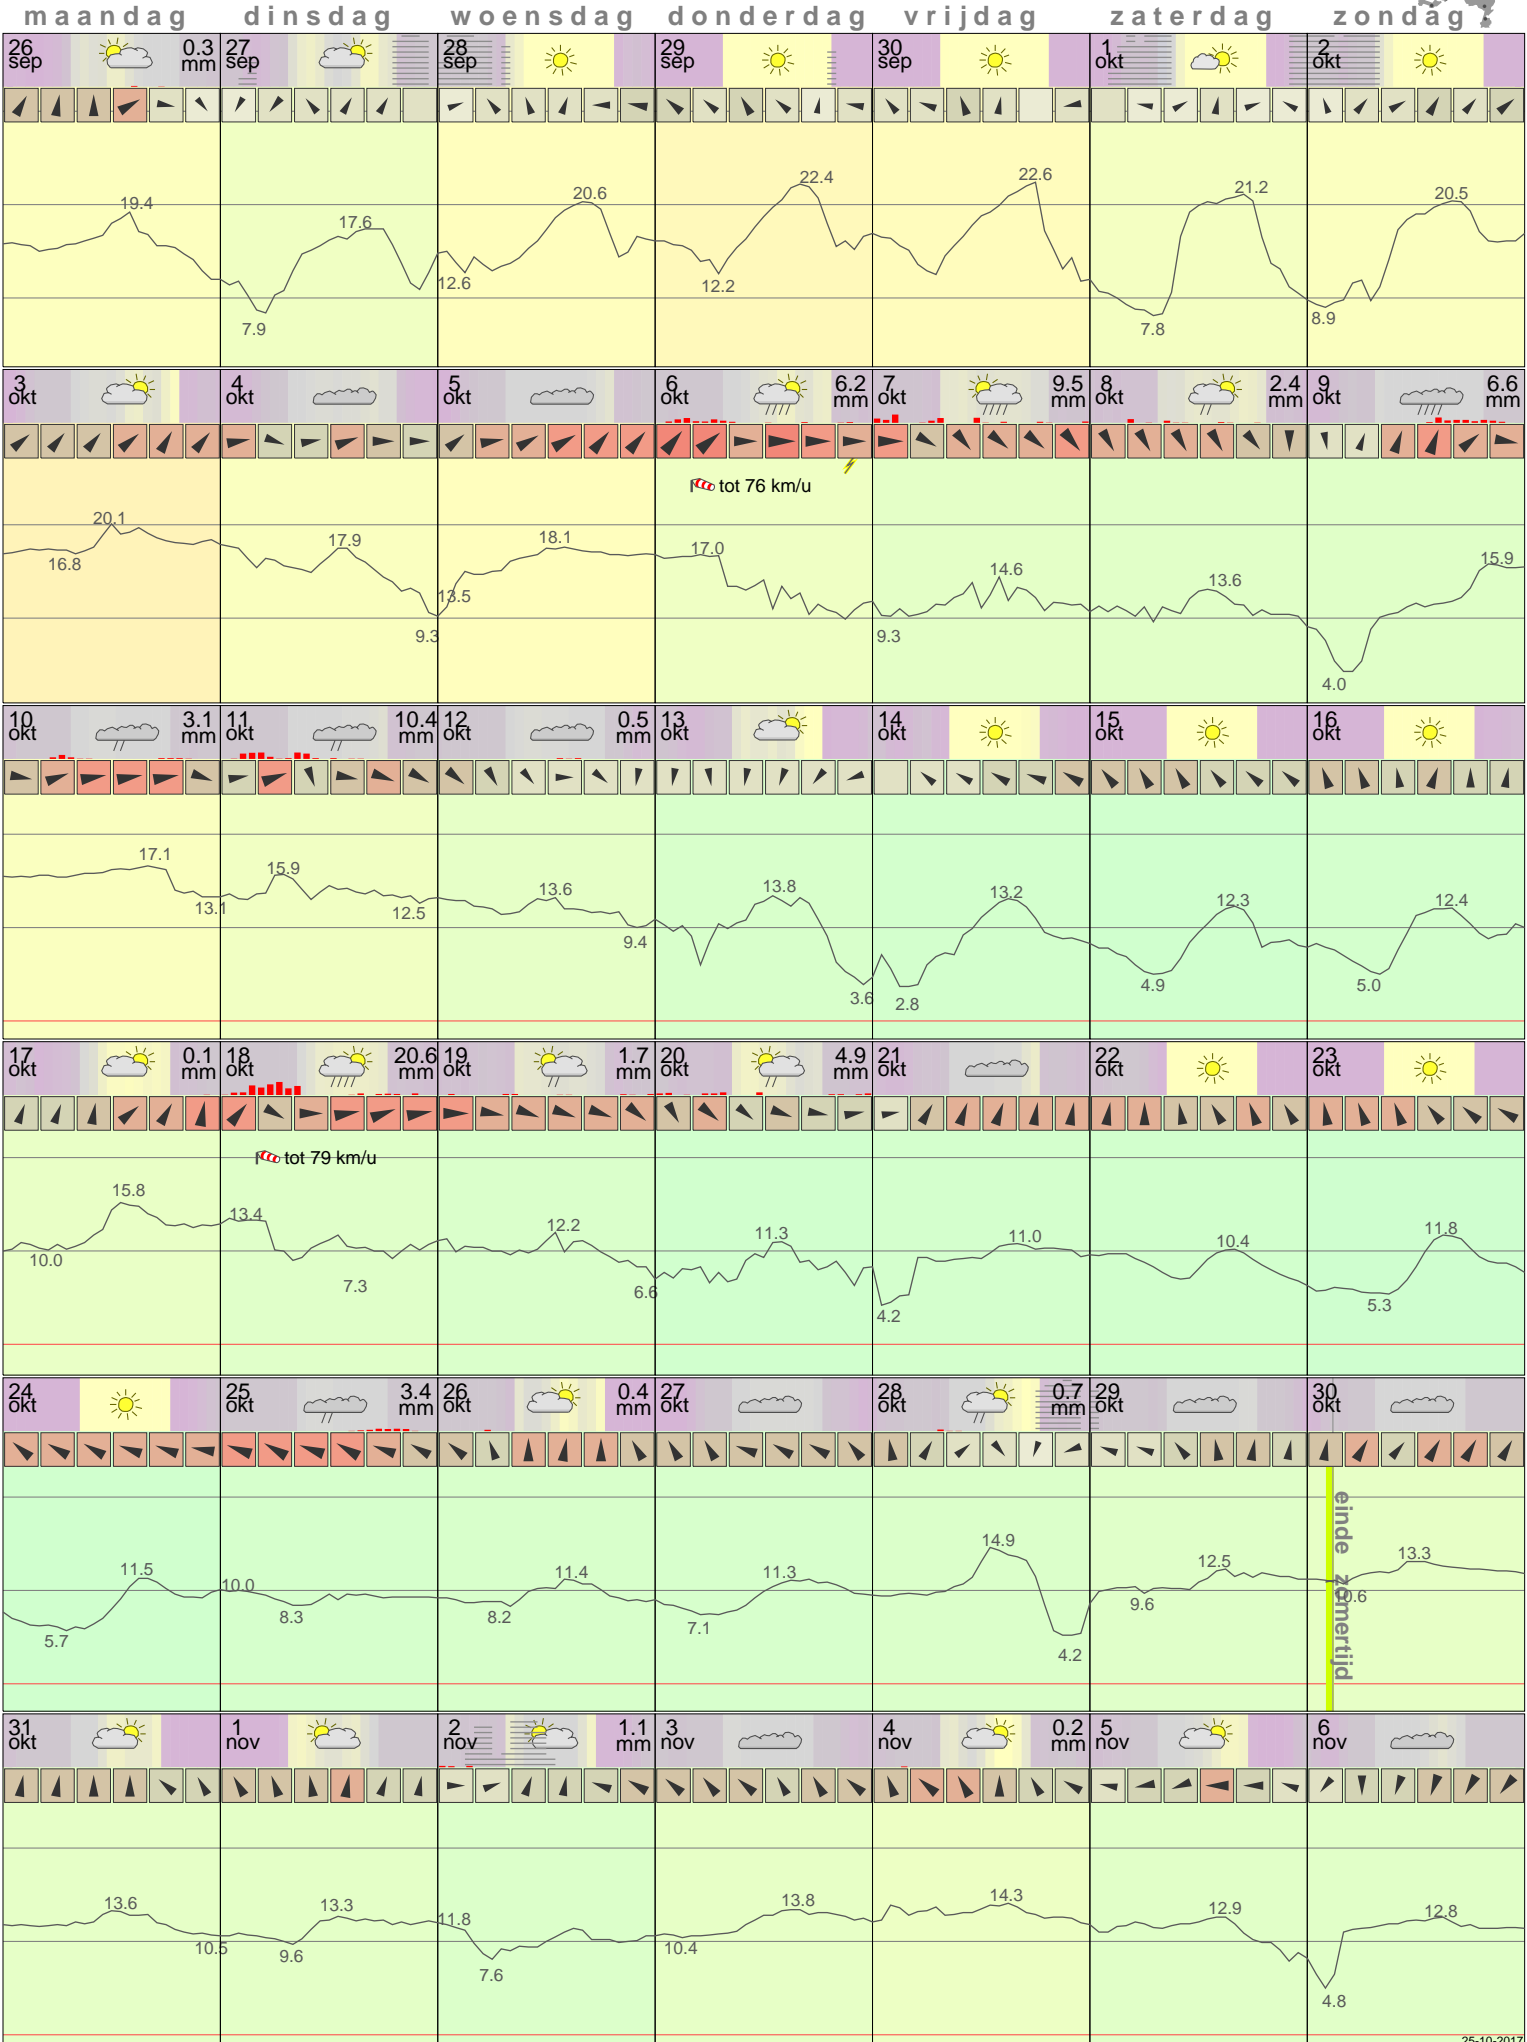 maandag dinsdag woensdag donderdag vrijdag zaterdag zondag
26 0.3 27 28 29 30 1 2
sep mm sep sep sep sep okt okt
19.4 17.6 20.6 22.4 22.6 21.2 20.5
7.9 12.6 12.2 7.8 8.9
3 4 5 6 6.2 7 9.5 8 2.4 9 6.6
okt okt okt okt mm okt mm okt mm okt mm
tot 76 km/u
20.1 17.9 18.1 17.0 14.6 13.6 15.9
16.8 9.3 13.5 9.3 4.0
10 3.1 11 10.4 12 0.5 13 14 15 16
okt mm okt mm okt mm okt okt okt okt
17.1 15.9 13.6 13.8 13.2 12.3 12.4
13.1 12.5 9.4 3.6 2.8 4.9 5.0
17 0.1 18 20.6 19 1.7 20 4.9 21 22 23
okt mm okt mm okt mm okt mm okt okt okt
tot 79 km/u
15.8 13.4 12.2 11.3 11.0 10.4 11.8
10.0 7.3 6.6 4.2 5.3
24 25 3.4 26 0.4 27 28 0.7 29 30
okt okt mm okt mm okt okt mm okt okt
einde zomertijd
11.5 10.0 11.4 11.3 14.9 12.5 13.3
5.7 8.3 8.2 7.1 4.2 9.6 10.6
31 1 2 1.1 3 4 0.2 5 6
okt nov nov mm nov nov mm nov nov
13.6 13.3 11.8 13.8 14.3 12.9 12.8
10.5 9.6 7.6 10.4 4.8
25-10-2017